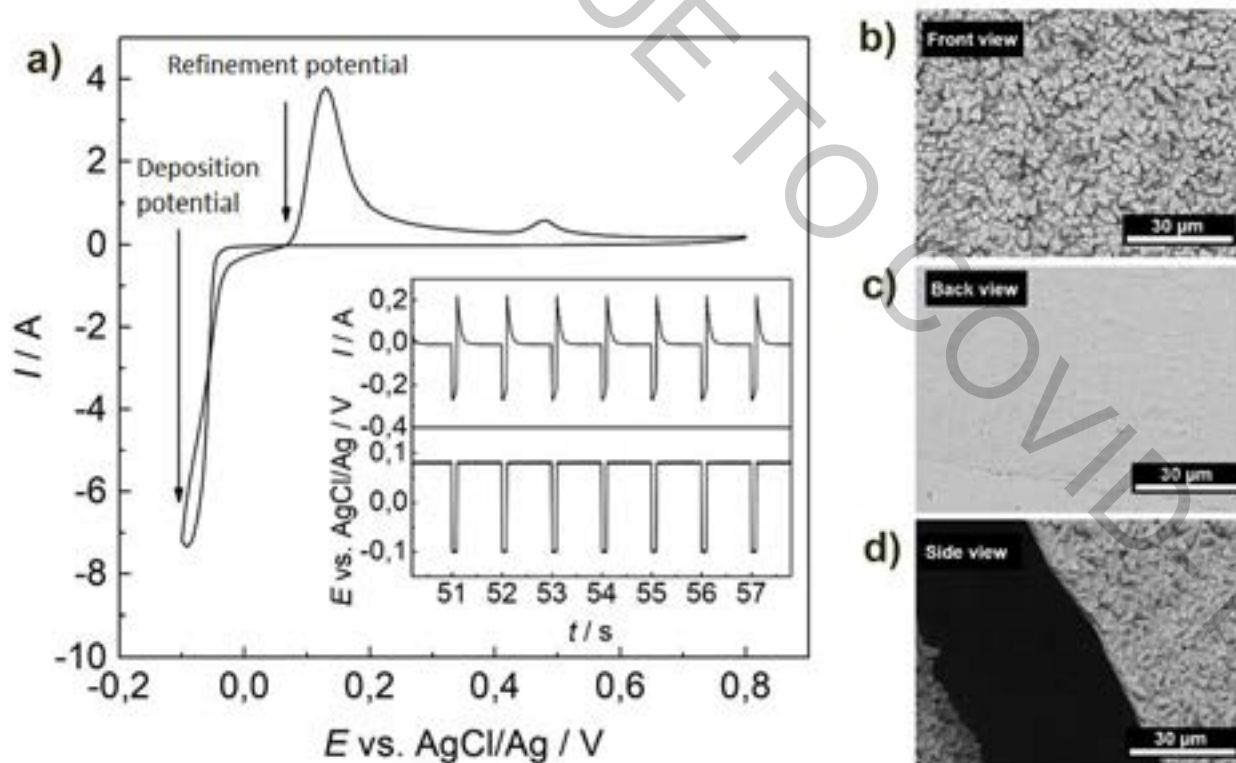 a)
Refinement potential
Deposition
potential
4
2
0
-2
-4
-6
-8
-10
I / A
-0,2
0,0
0,2
0,4
0,6
0,8
E vs. AgCl/Ag / V
0,2
0,0
-0,2
-0,4
I / A
0,1
0,0
-0,1
E vs. AgCl/Ag / V
51 52 53 54 55 56 57
t / s
b)
Front view
30 µm
c)
Back view
30 µm
d)
Side view
30 µm
UE TO COVID